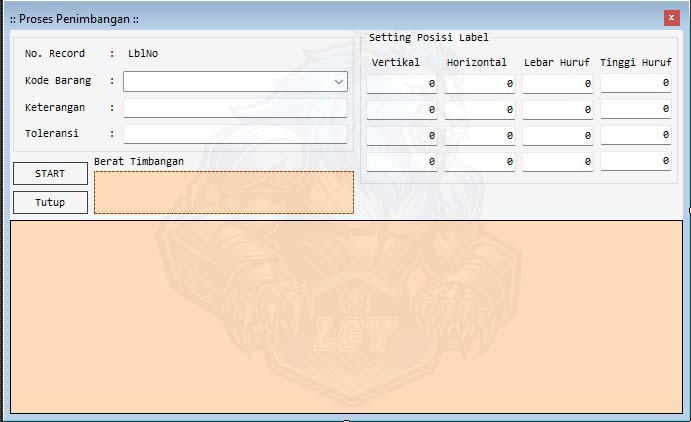 :: Proses Penimbangan ::
x
No. Record : LblNo
Kode Barang :
Keterangan :
Toleransi :
Setting Posisi Label
Vertikal Horizontal Lebar Huruf Tinggi Huruf
0 0 0 0
0 0 0 0
0 0 0 0
0 0 0 0
START
Tutup
Berat Timbangan
LGY